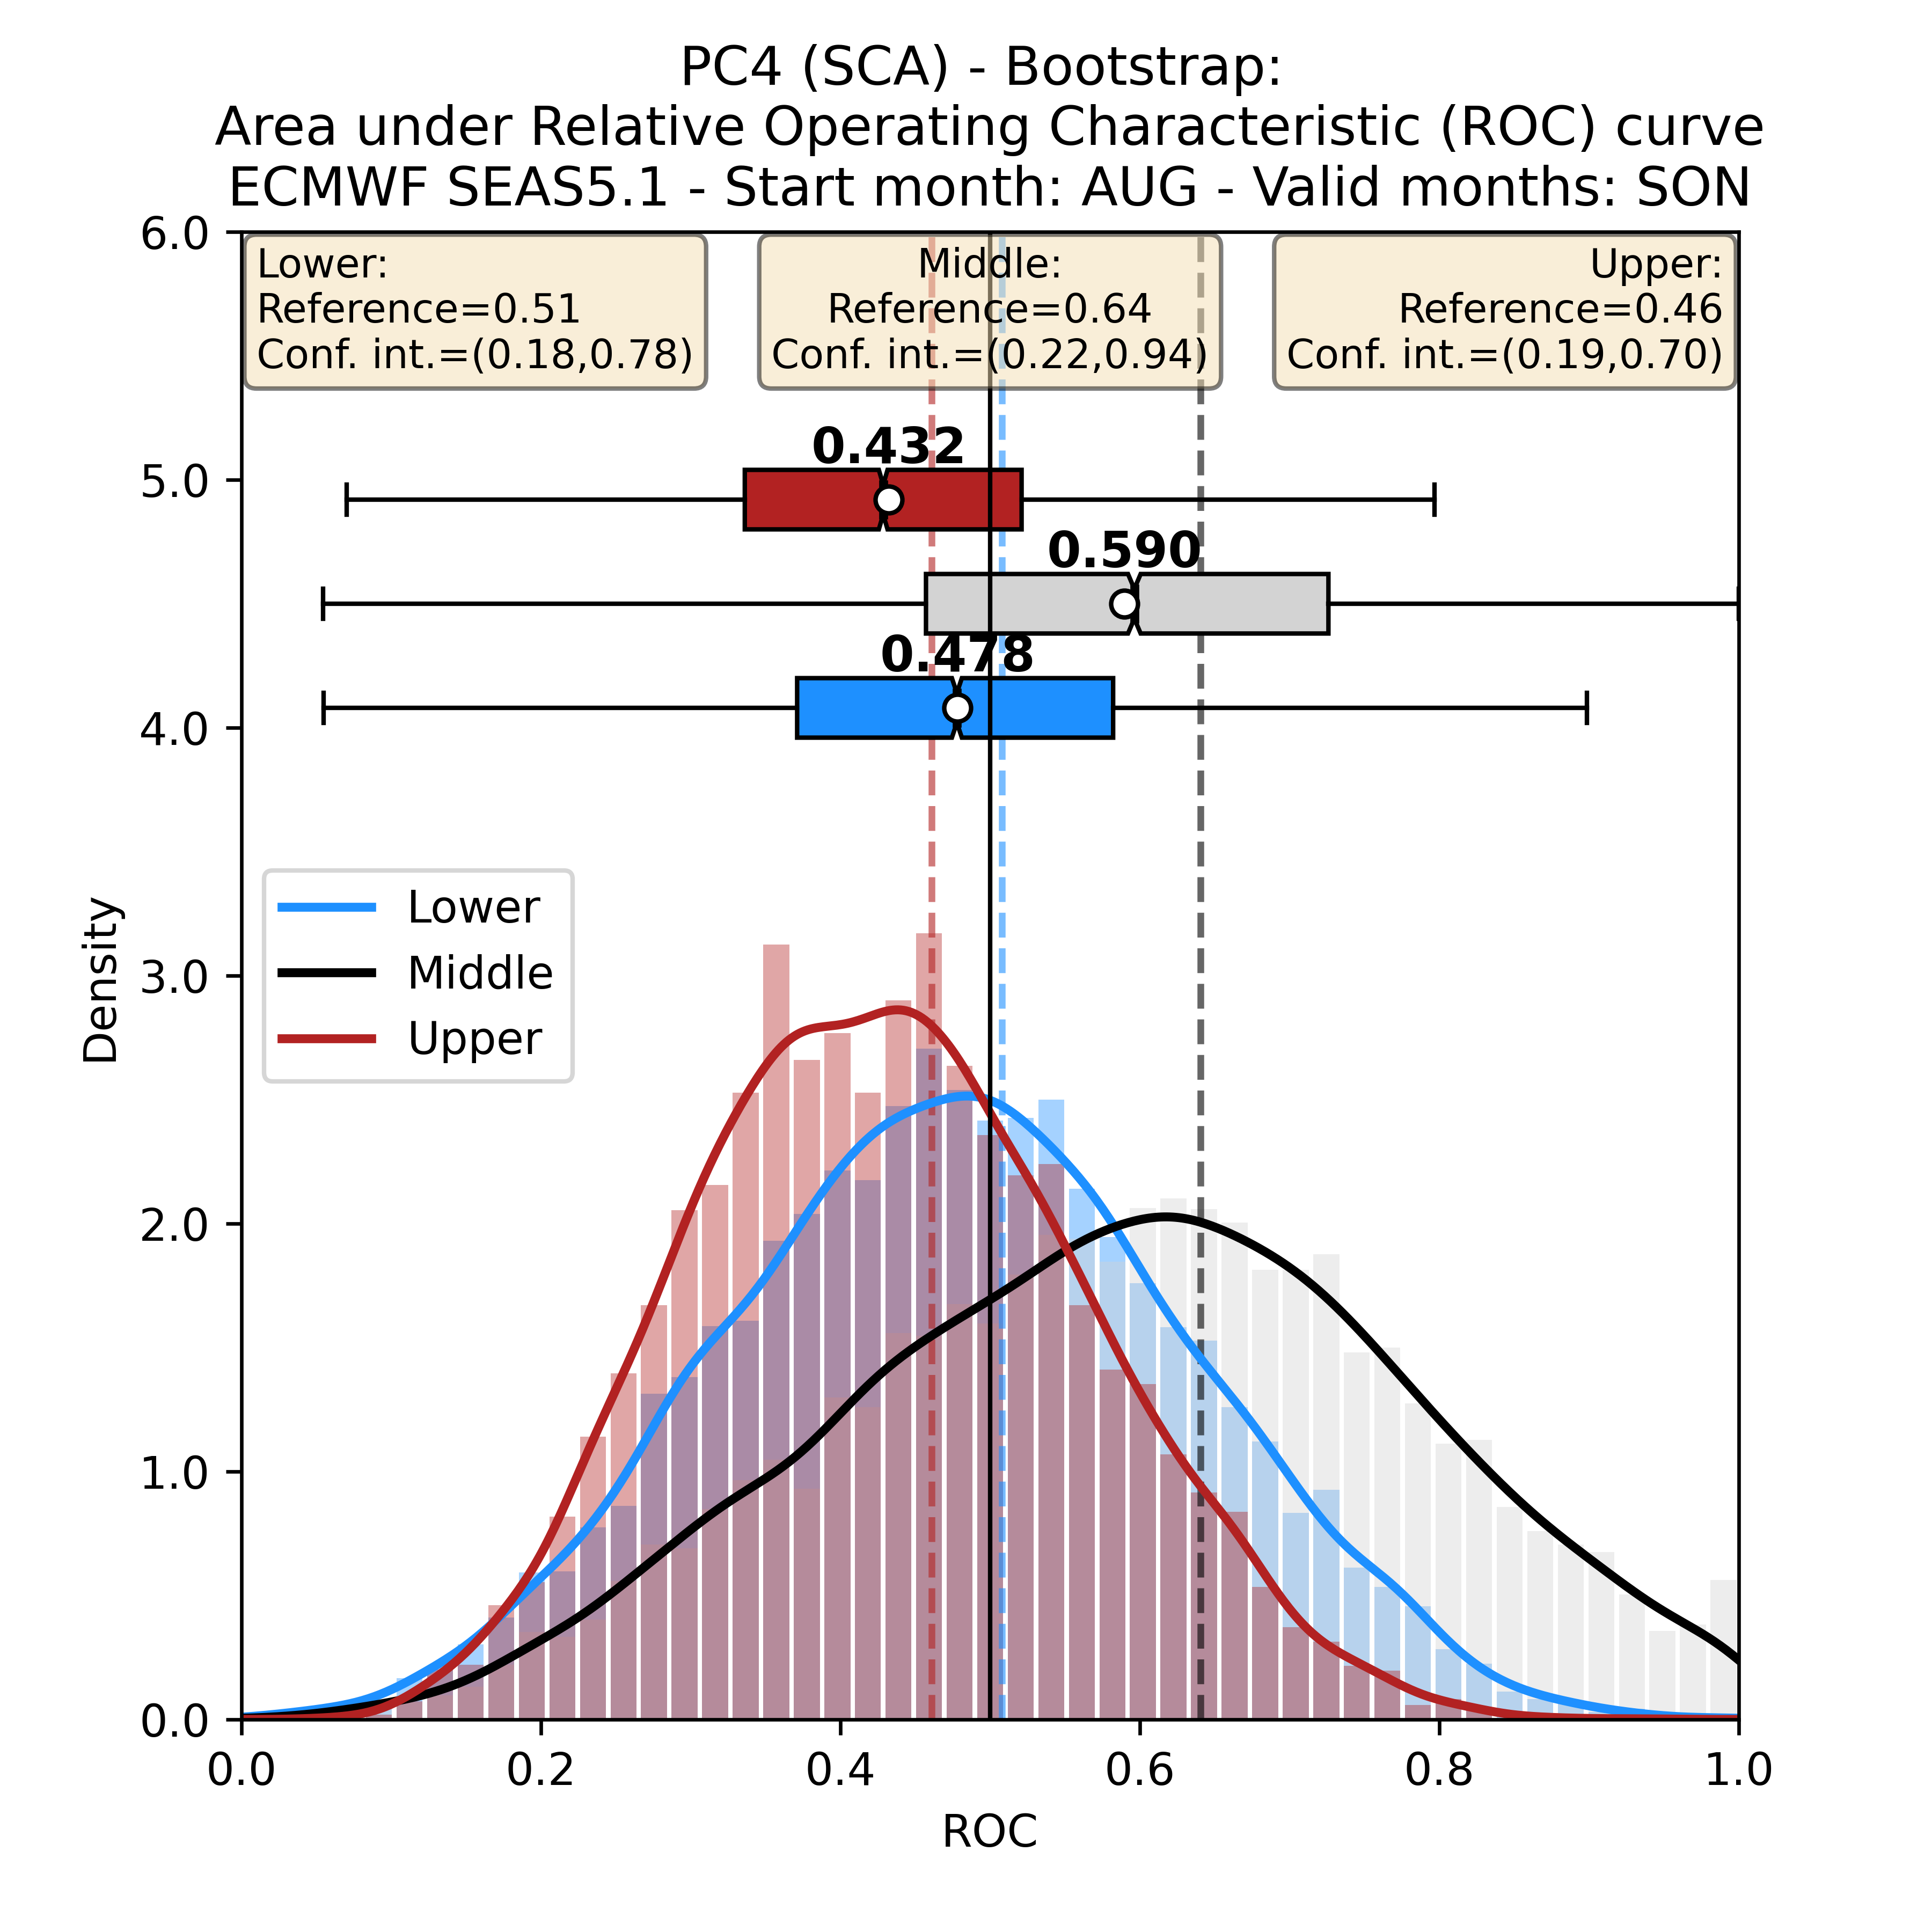 PC4 (SCA) - Bootstrap:
Area under Relative Operating Characteristic (ROC) curve
ECMWF SEAS5.1 - Start month: AUG - Valid months: SON
Lower:
Reference=0.51
Conf. int.=(0.18,0.78)
Middle:
Reference=0.64
Conf. int.=(0.22,0.94)
Upper:
Reference=0.46
Conf. int.=(0.19,0.70)
0.432
0.590
0.478
Lower
Middle
Upper
Density
6.0
5.0
4.0
3.0
2.0
1.0
0.0
0.0 0.2 0.4 0.6 0.8 1.0
ROC